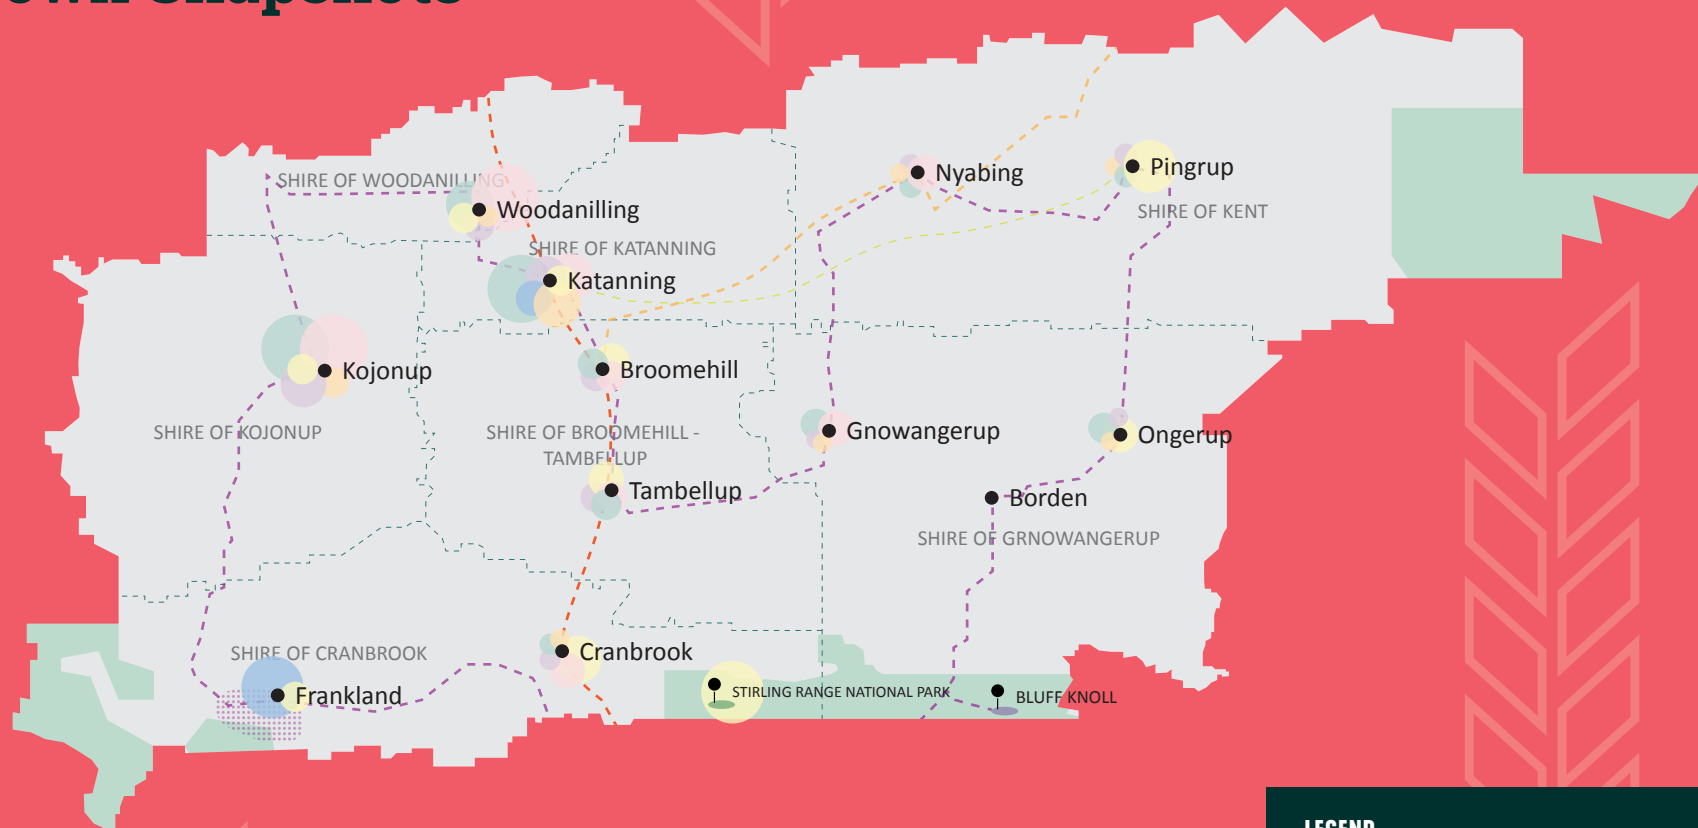 Nyabing
Pingrup
SHIRE OF WOODANILLING
Woodanilling
SHIRE OF KENT
SHIRE OF KATANNING
Katanning
Kojonup
Broomehill
SHIRE OF KOJONUP
SHIRE OF BROOMEHILL -
TAMBELLUP
Gnowangerup
Ongerup
Tambellup
Borden
SHIRE OF GRNOWANGERUP
SHIRE OF CRANBROOK
Cranbrook
Frankland
STIRLING RANGE NATIONAL PARK
BLUFF KNOLL
LEGEND